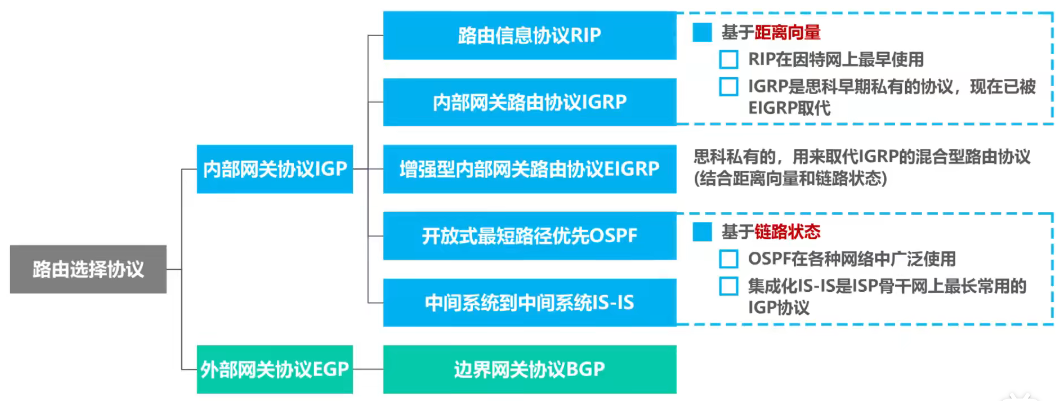 路由信息协议RIP
基于距离向量
RIP在因特网上最早使用
IGRP是思科早期私有的协议，现在已被
EIGRP取代
内部网关路由协议IGRP
内部网关协议IGP
增强型内部网关路由协议EIGRP
思科私有的，用来取代IGRP的混合型路由协议
(结合距离向量和链路状态)
开放式最短路径优先OSPF
基于链路状态
OSPF在各种网络中广泛使用
集成化IS-IS是ISP骨干网上最长常用的
IGP协议
路由选择协议
中间系统到中间系统IS-IS
外部网关协议EGP
边界网关协议BGP